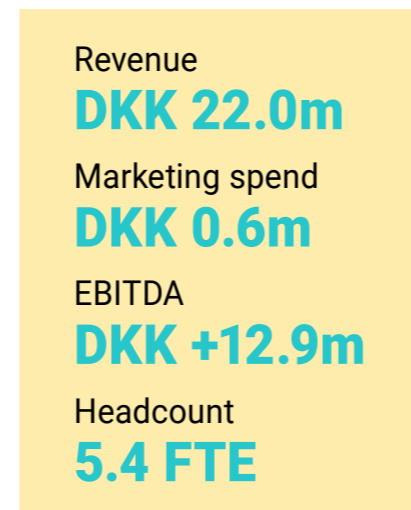 Revenue
DKK 22.0m
Marketing spend
DKK 0.6m
EBITDA
DKK +12.9m
Headcount
5.4 FTE